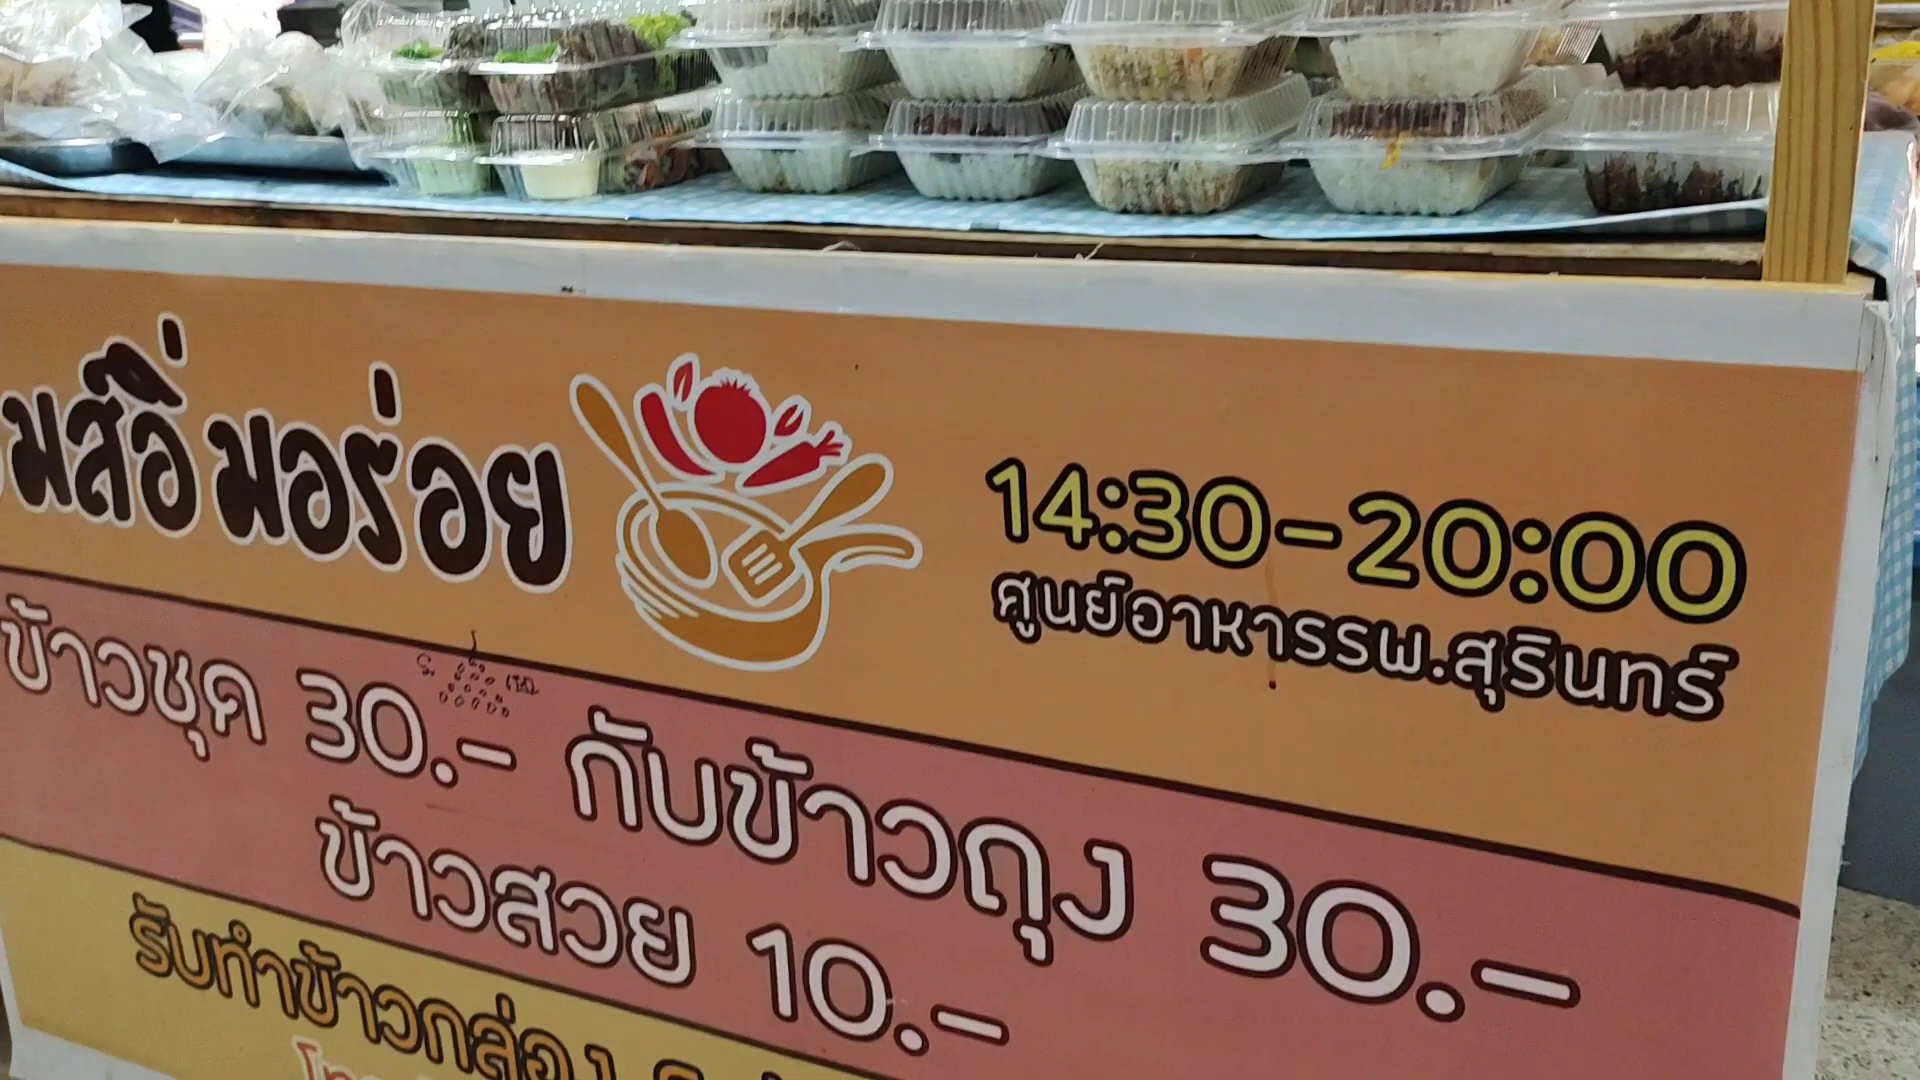 มส์อิ่มอร่อย
14:30-20:00
ศูนย์อาหารรพ.สุรินทร์
ข้าวชุด 30.- กับข้าวถุง 30.-
ข้าวสวย 10.-
รับทำข้าวกล่อง